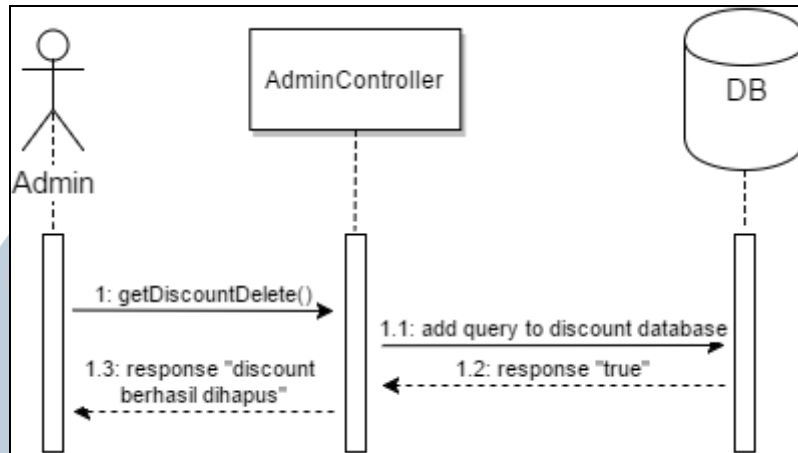 AdminController
DB
Admin
1: getDiscountDelete()
1.1: add query to discount database
1.2: response "true"
1.3: response "discount
berhasil dihapus"